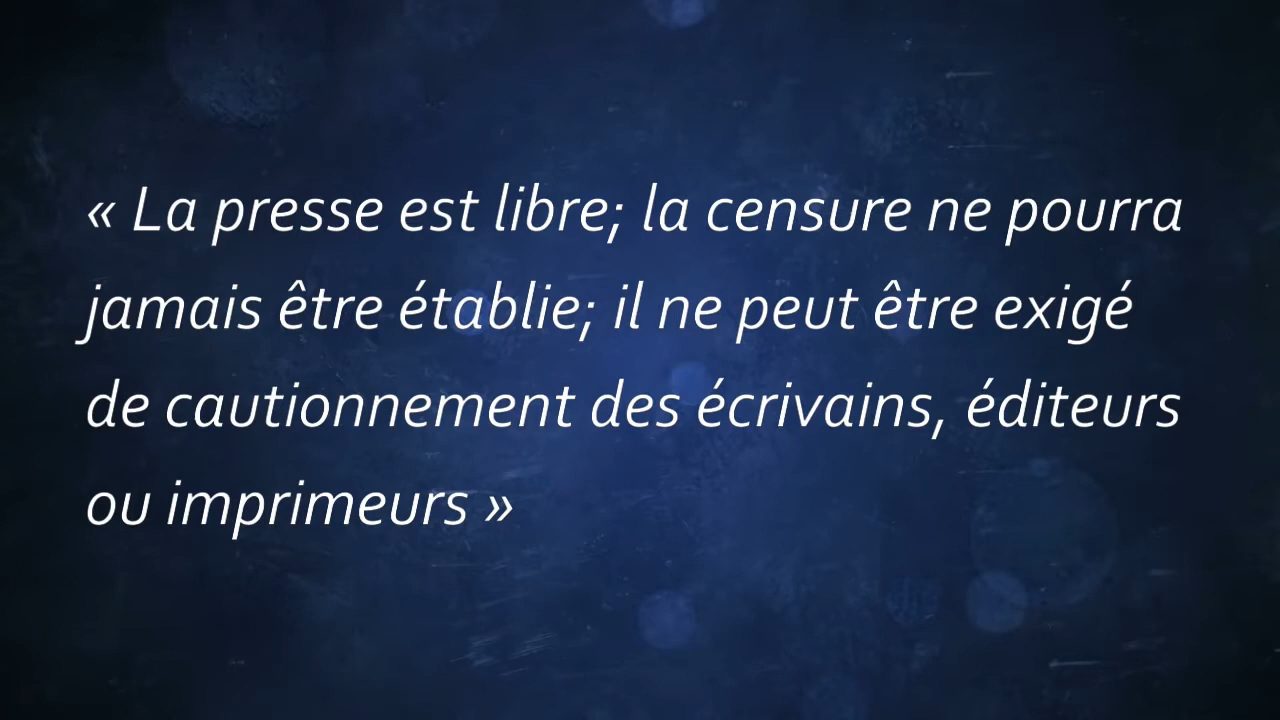 « La presse est libre; la censure ne pourra
jamais être établie; il ne peut être exigé
de cautionnement des écrivains, éditeurs
ou imprimeurs »